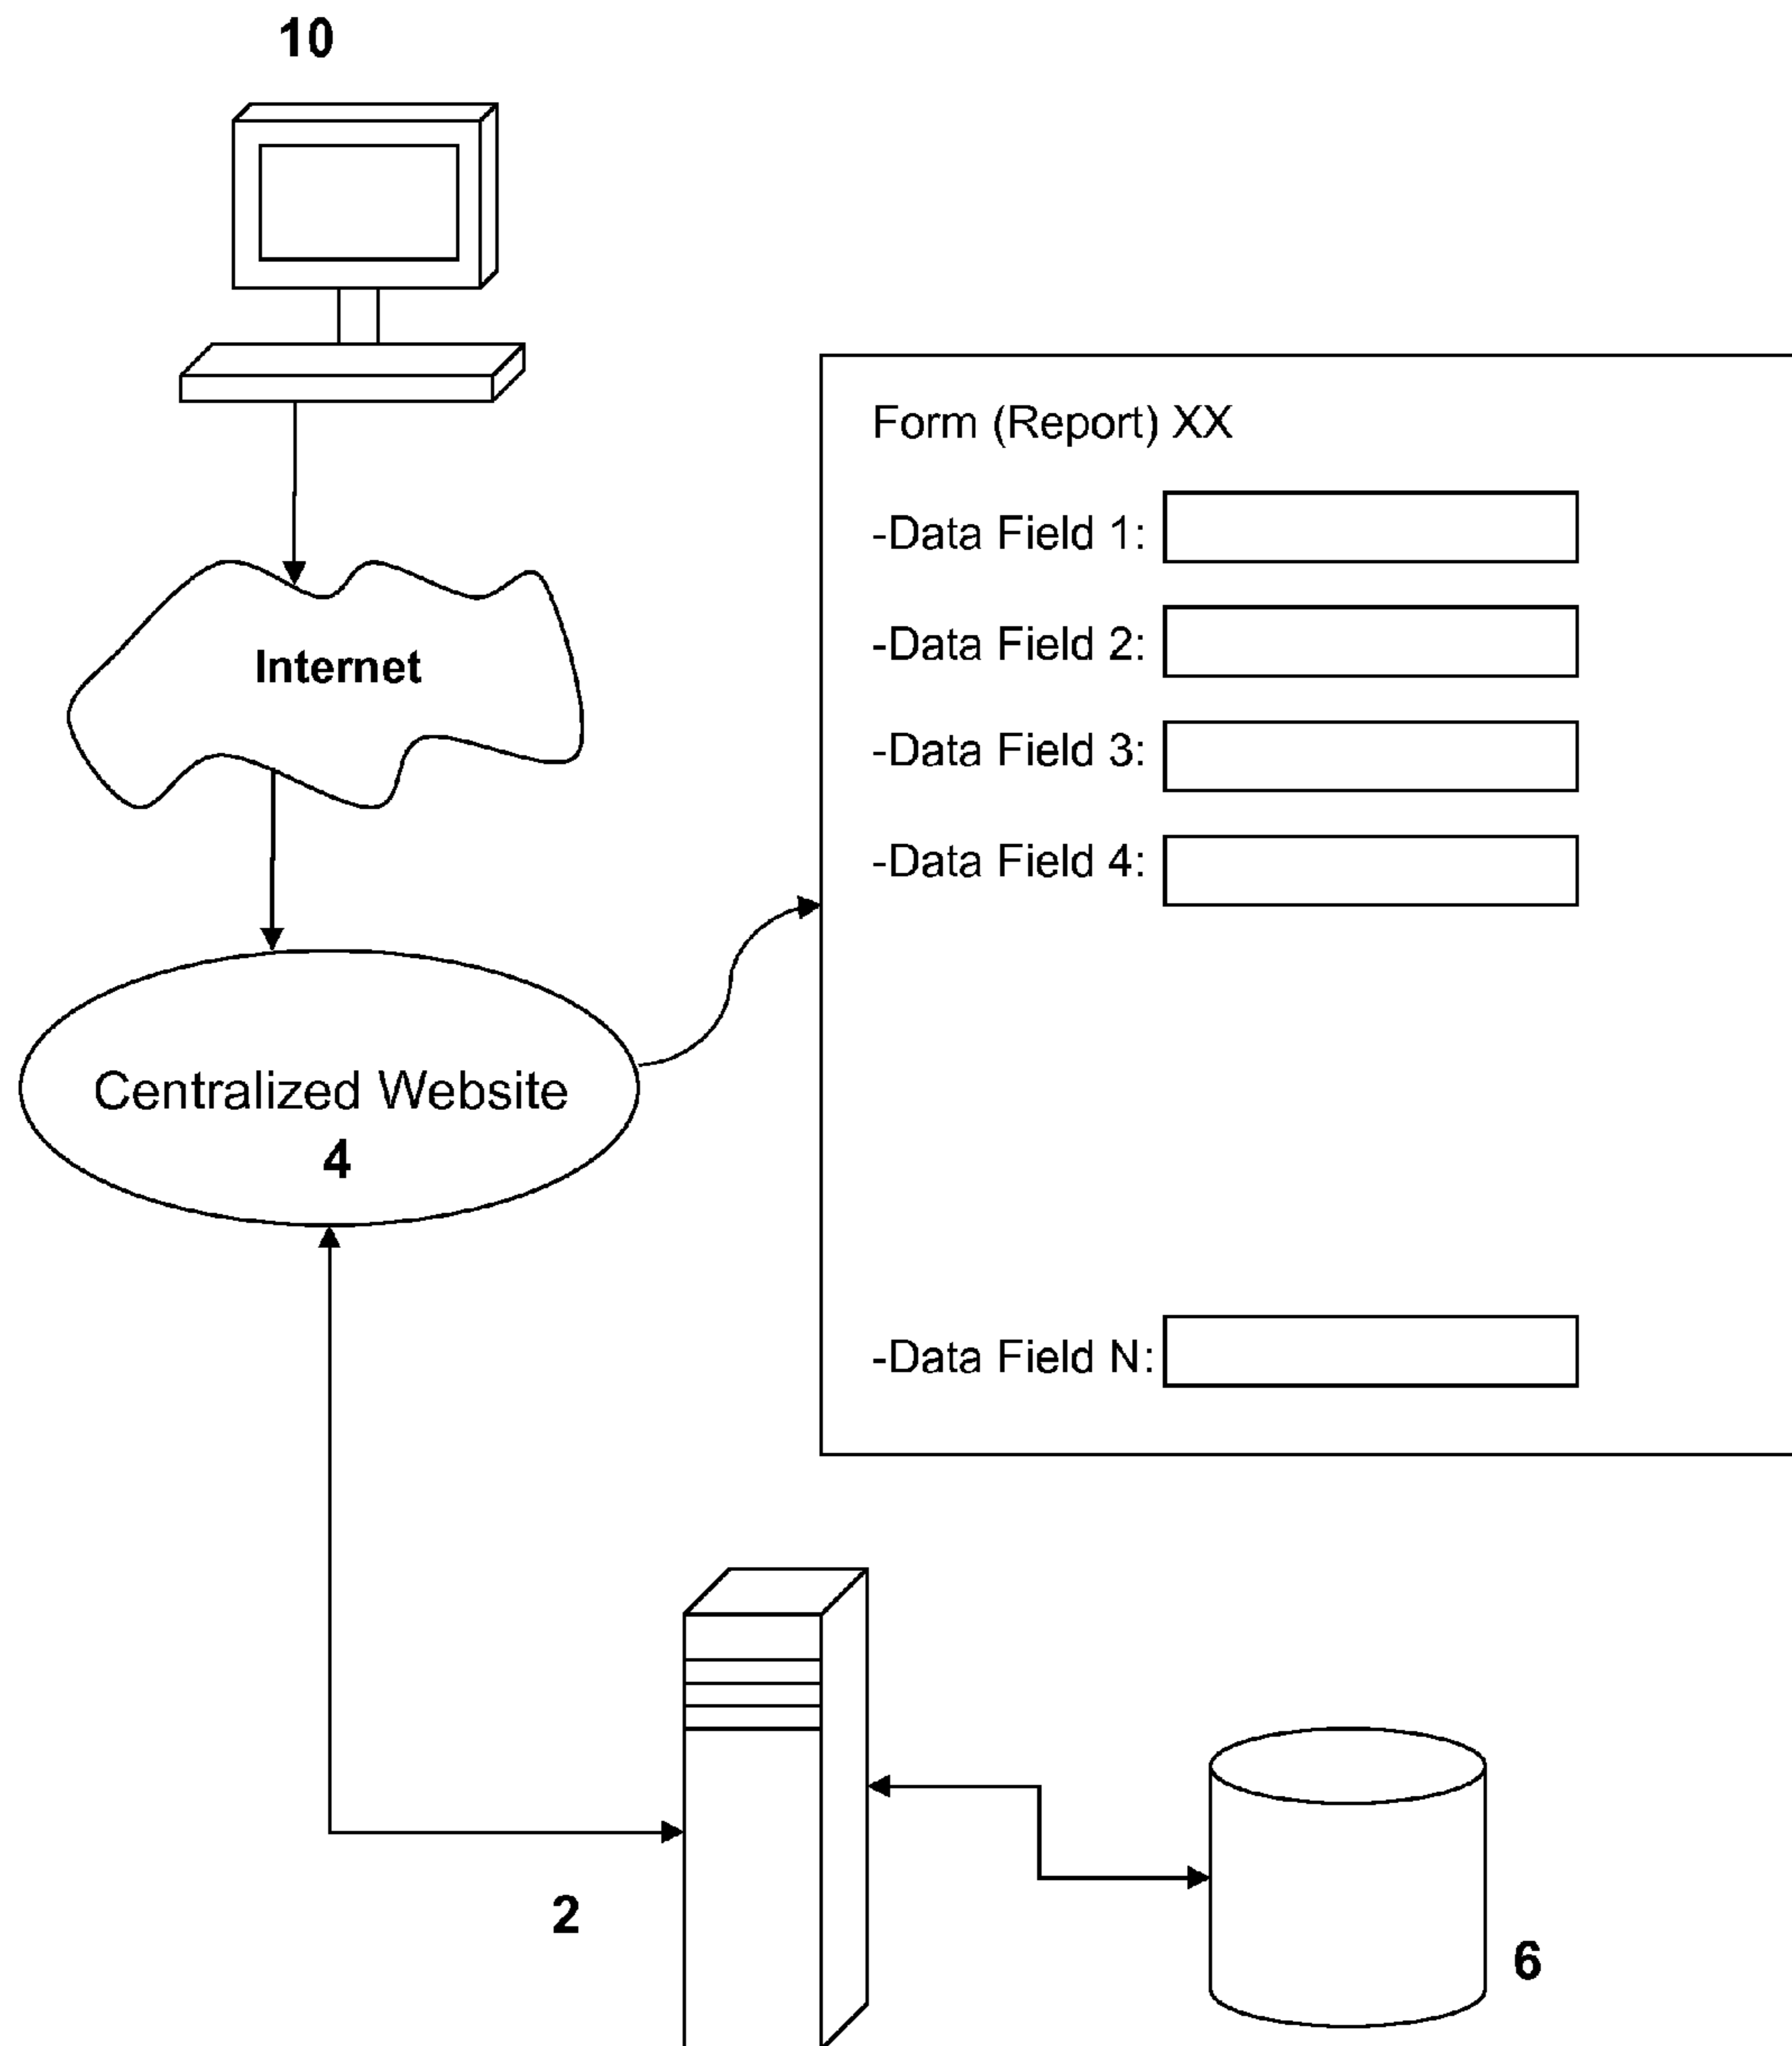 10
Internet
Centralized Website
4
Form (Report) XX
-Data Field 1:
-Data Field 2:
-Data Field 3:
-Data Field 4:
-Data Field N:
2
6